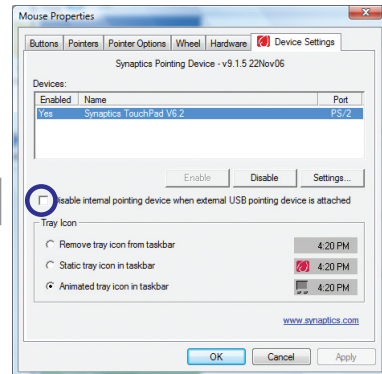 Mouse Properties
Buttons Pointers Pointer Options Wheel Hardware Device Settings
Synaptics Pointing Device - v9.1.5 22Nov06
Devices:
Enabled Name Port
Yes Synaptics TouchPad V6.2 PS/2
Enable Disable Settings...
Disable internal pointing device when external USB pointing device is attached
Tray Icon
Remove tray icon from taskbar 4:20 PM
Static tray icon in taskbar 4:20 PM
Animated tray icon in taskbar 4:20 PM
www.synaptics.com
OK Cancel Apply